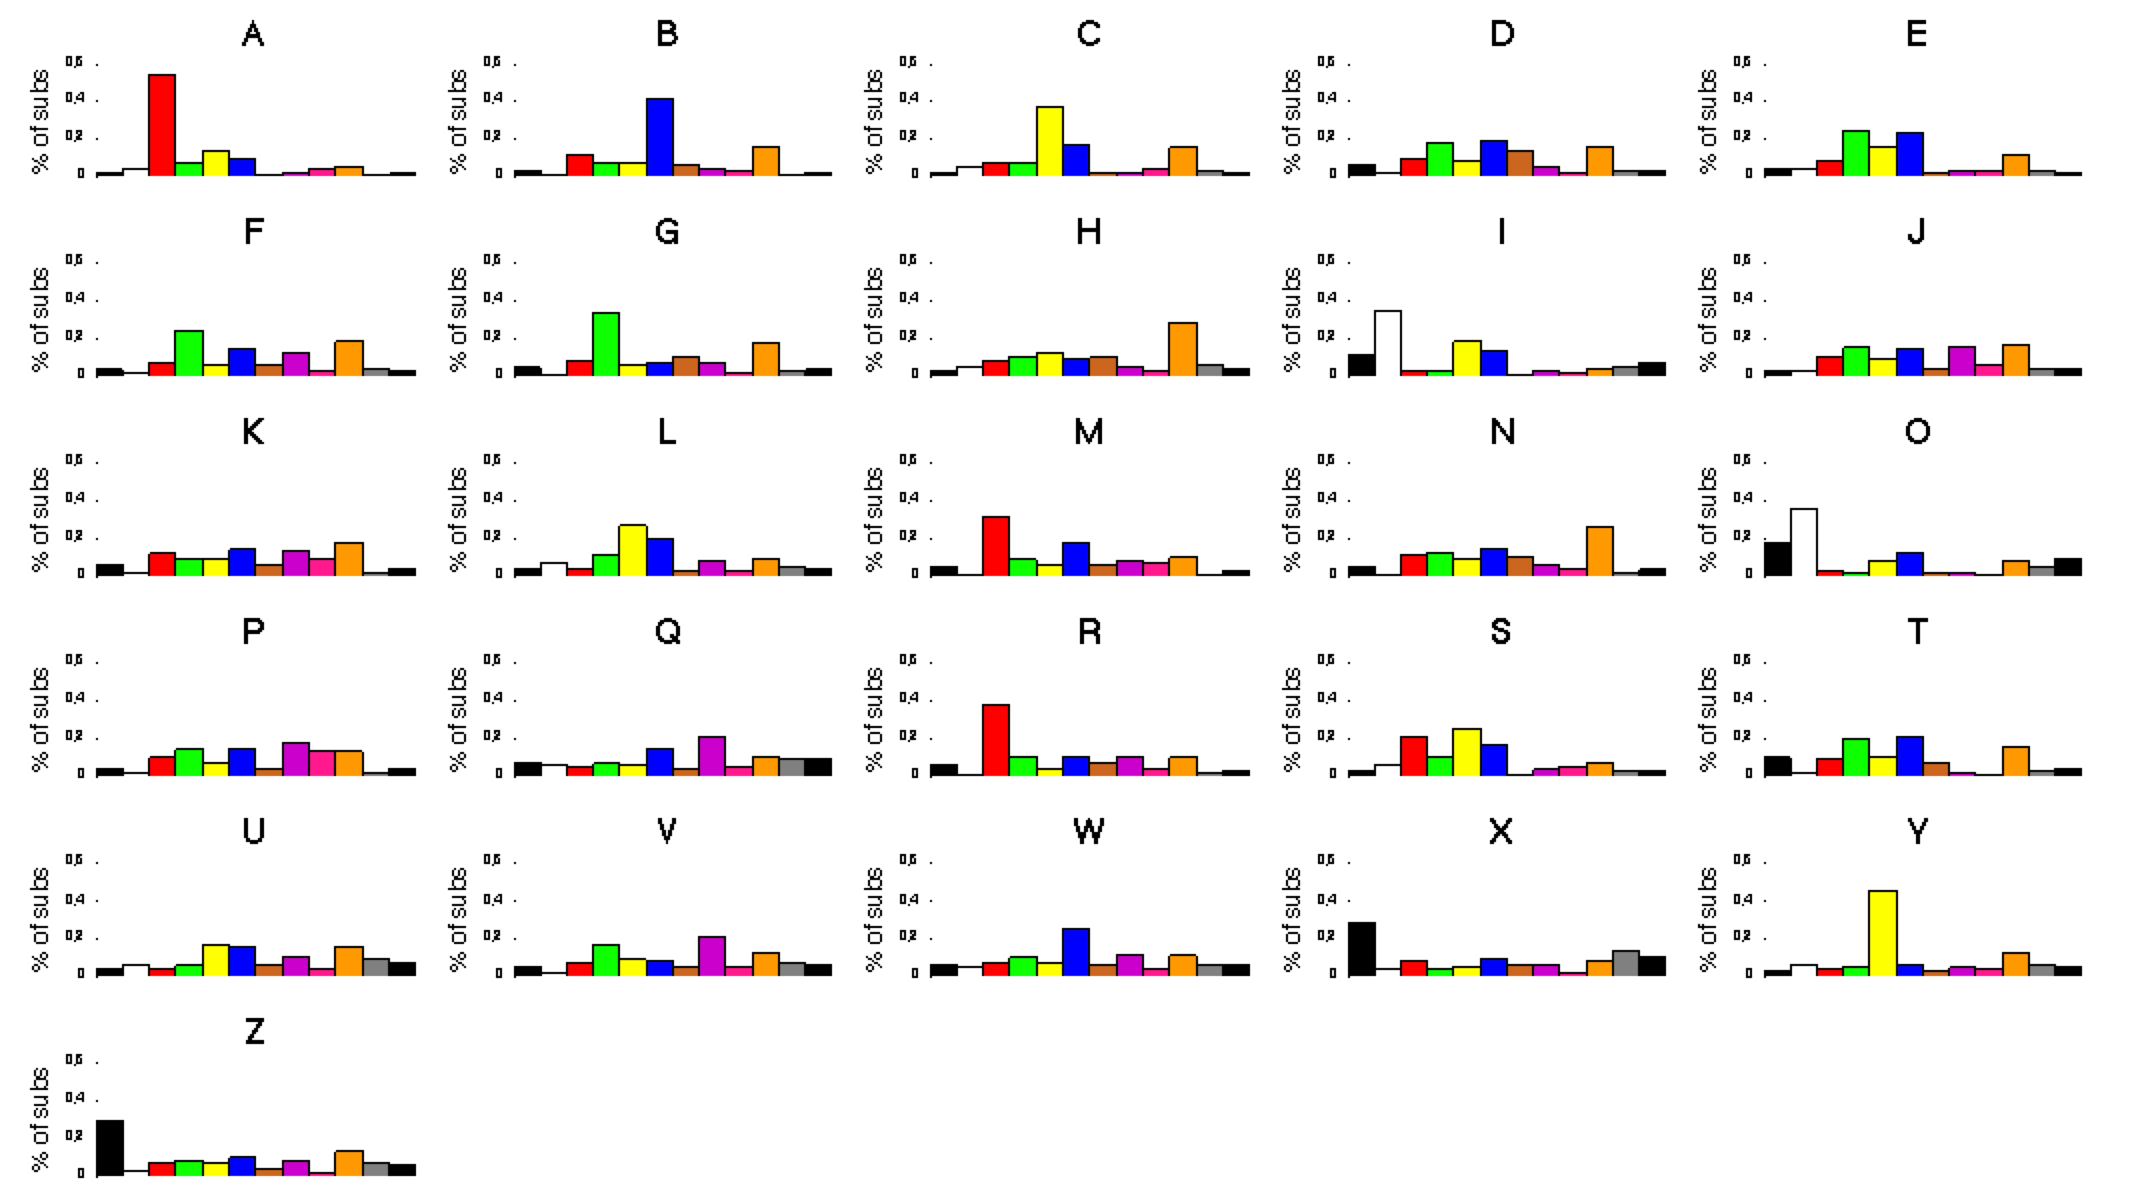 A B C D E
0,6 0,6 0,6 0,6 0,6
0,4 0,4 0,4 0,4 0,4
0,2 0,2 0,2 0,2 0,2
0 0 0 0 0
% of subs % of subs % of subs % of subs % of subs
F G H I J
0,6 0,6 0,6 0,6 0,6
0,4 0,4 0,4 0,4 0,4
0,2 0,2 0,2 0,2 0,2
0 0 0 0 0
% of subs % of subs % of subs % of subs % of subs
K L M N O
0,6 0,6 0,6 0,6 0,6
0,4 0,4 0,4 0,4 0,4
0,2 0,2 0,2 0,2 0,2
0 0 0 0 0
% of subs % of subs % of subs % of subs % of subs
P Q R S T
0,6 0,6 0,6 0,6 0,6
0,4 0,4 0,4 0,4 0,4
0,2 0,2 0,2 0,2 0,2
0 0 0 0 0
% of subs % of subs % of subs % of subs % of subs
U V W X Y
0,6 0,6 0,6 0,6 0,6
0,4 0,4 0,4 0,4 0,4
0,2 0,2 0,2 0,2 0,2
0 0 0 0 0
% of subs % of subs % of subs % of subs % of subs
Z
0,6
0,4
0,2
0
% of subs